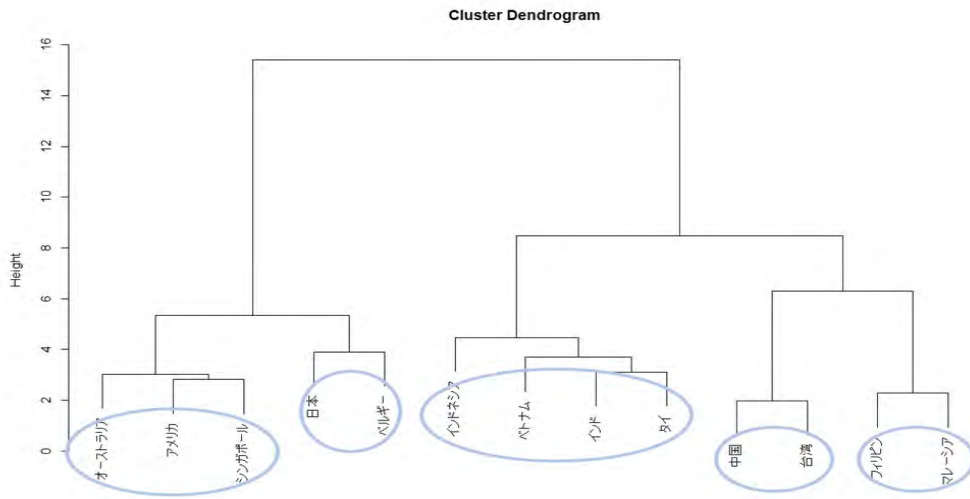 Cluster Dendrogram
Height
0
2
4
6
8
10
12
14
16
オーストラリア
アメリカ
シンガポール
日本
ベルギー
インドネシア
ベトナム
インド
タイ
中国
台湾
フィリピン
マレーシア